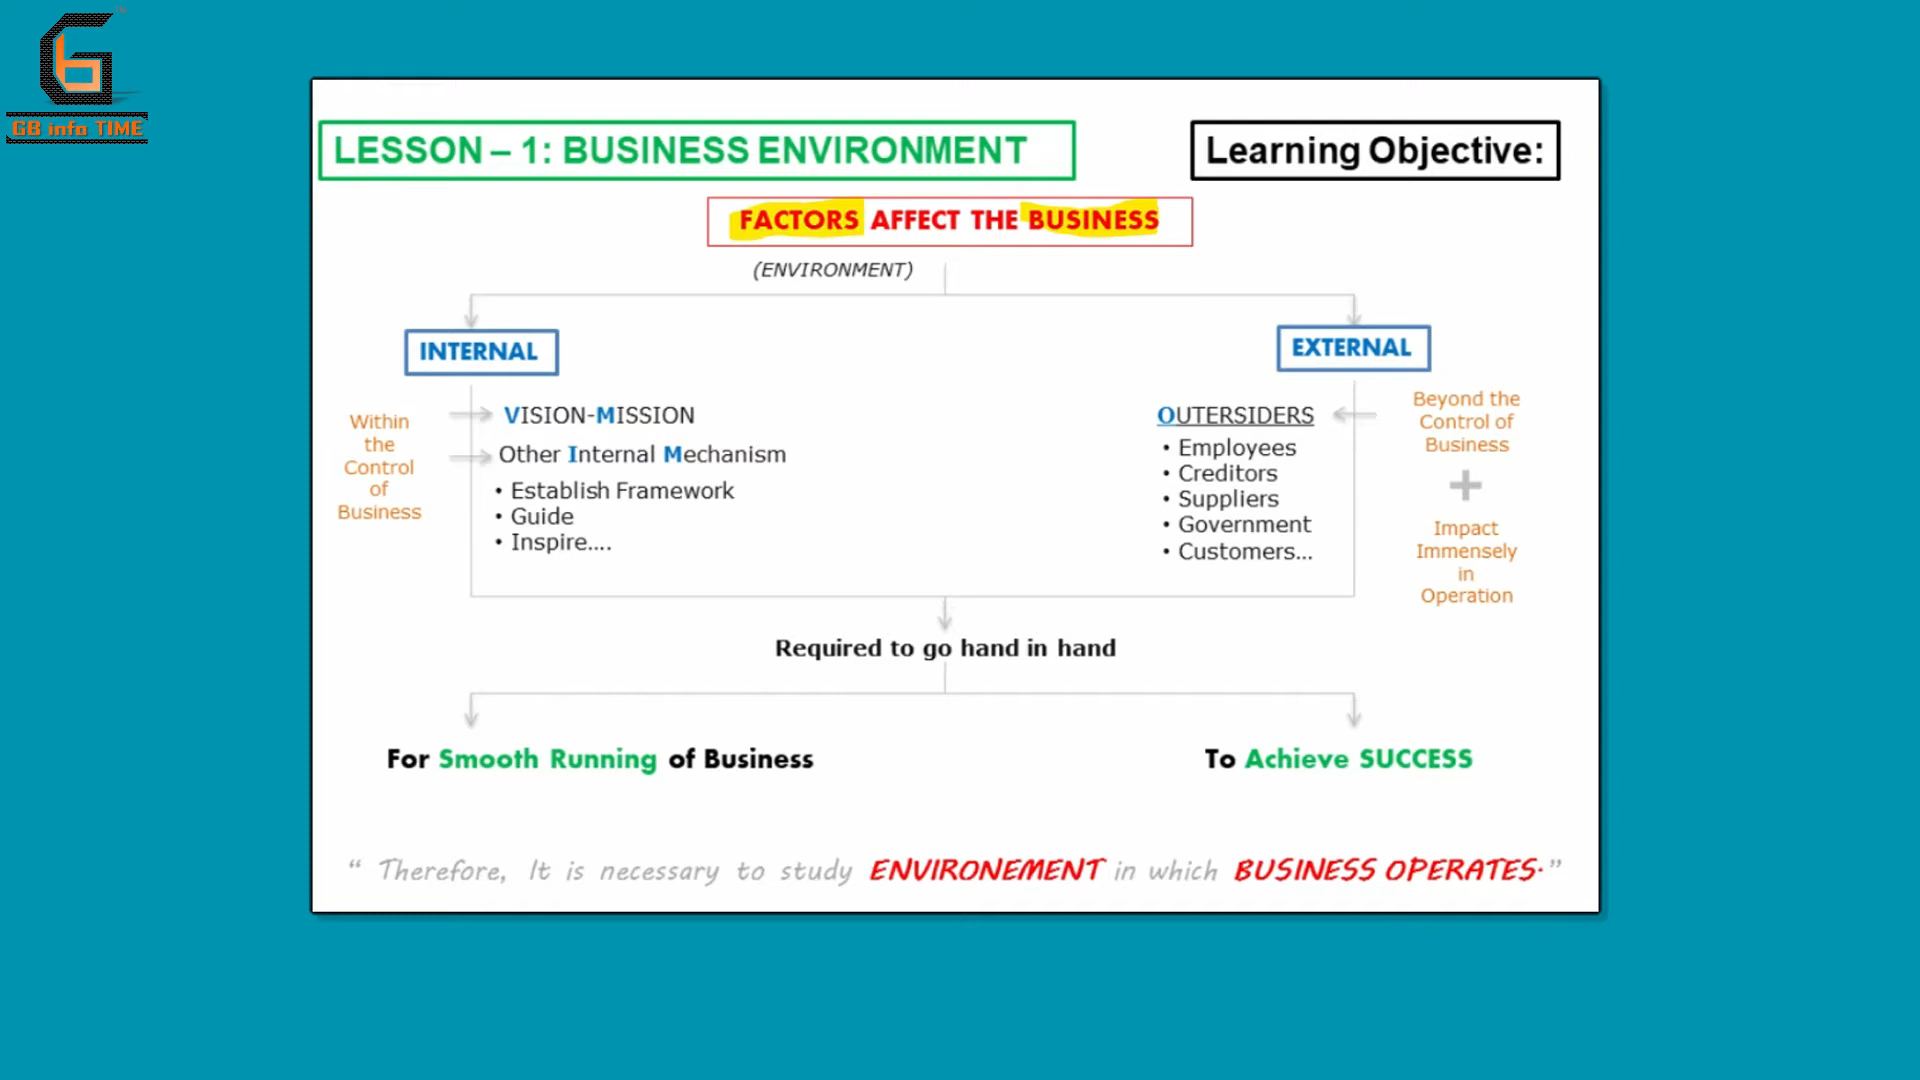 GB info TIME
LESSON – 1: BUSINESS ENVIRONMENT
Learning Objective:
FACTORS AFFECT THE BUSINESS
(ENVIRONMENT)
INTERNAL
EXTERNAL
Within
the
Control
of
Business
VISION-MISSION
Other Internal Mechanism
• Establish Framework
• Guide
• Inspire....
OUTERSIDERS
• Employees
• Creditors
• Suppliers
• Government
• Customers...
Beyond the
Control of
Business
+
Impact
Immensely
in
Operation
Required to go hand in hand
For Smooth Running of Business
To Achieve SUCCESS
“ Therefore, It is necessary to study ENVIRONEMENT in which BUSINESS OPERATES. ”